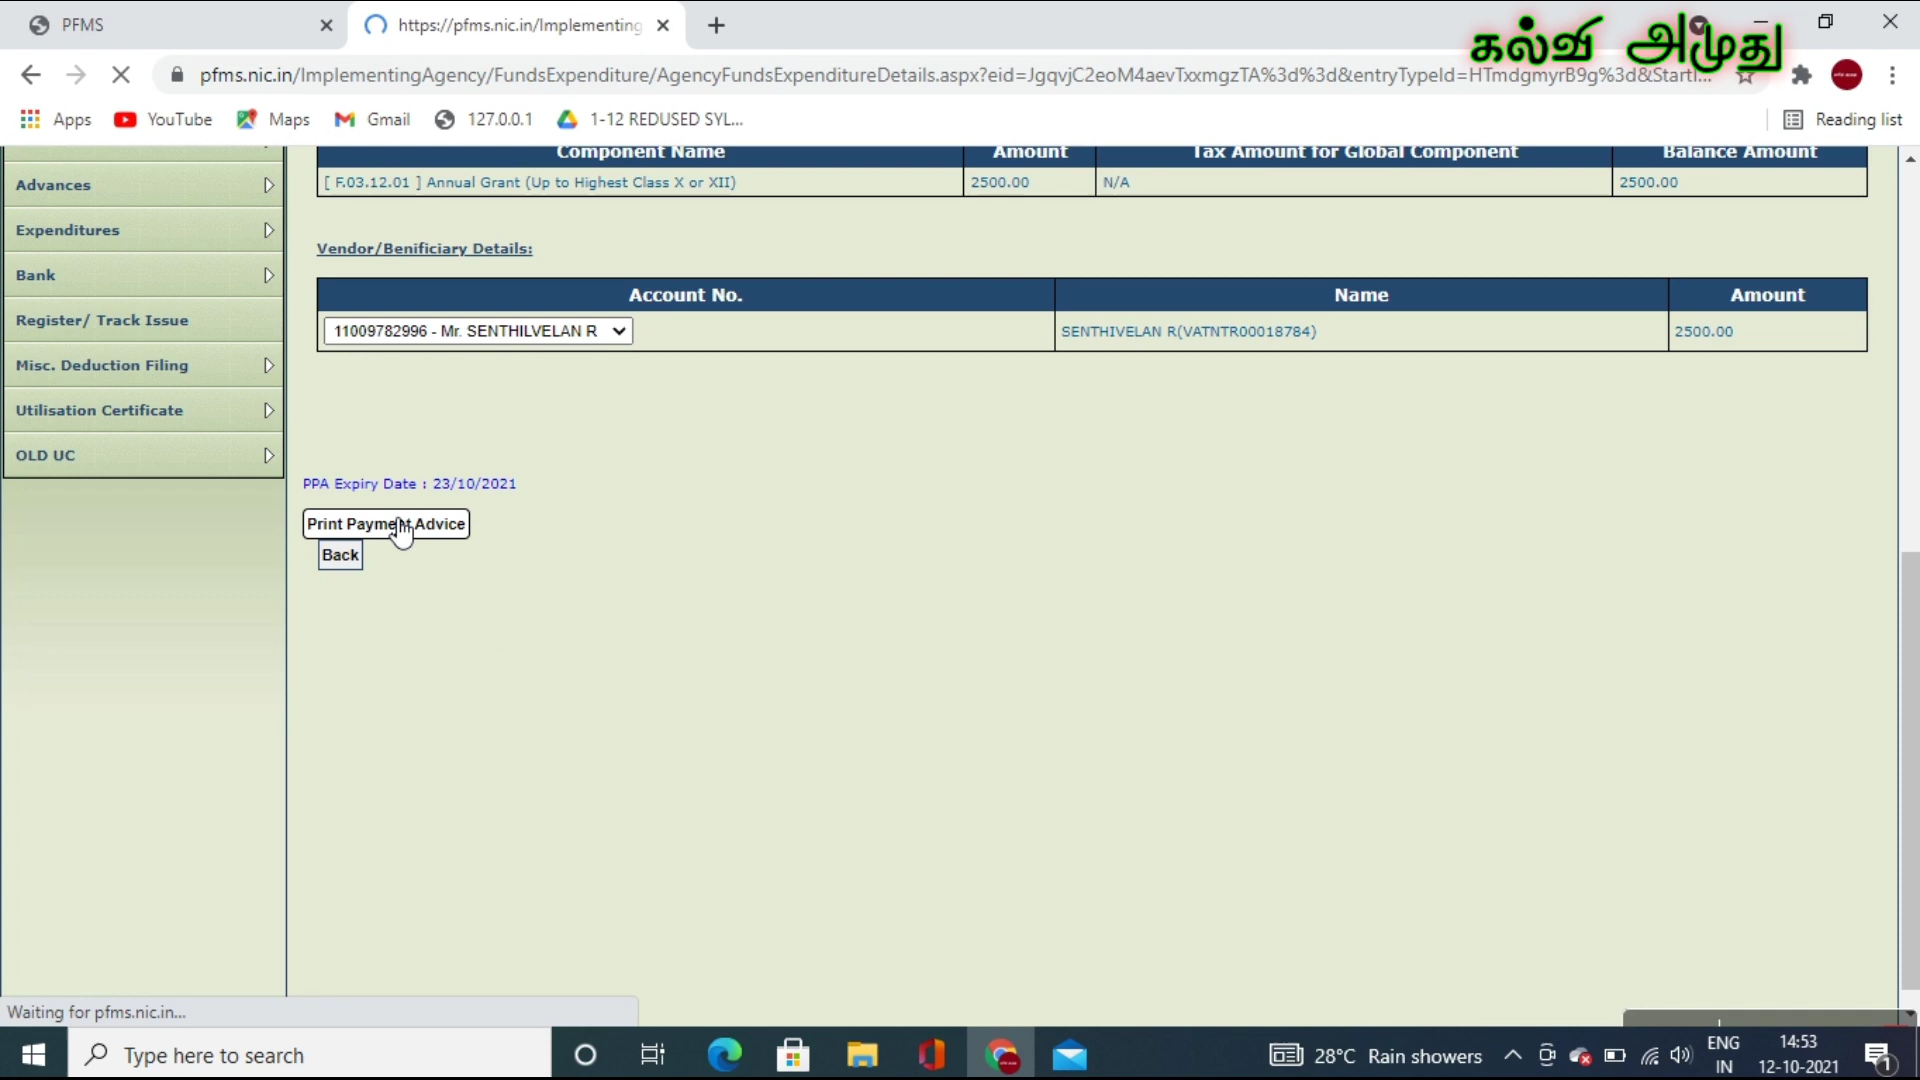 PFMS
https://pfms.nic.in/Implementing
கல்வி அமுது
pfms.nic.in/ImplementingAgency/FundsExpenditure/AgencyFundsExpenditureDetails.aspx?eid=JgqvjC2eoM4aevTxxmgzTA%3d%3d&entryTypeId=HTmdgmyrB9g%3d&StartI...
Apps YouTube Maps Gmail 127.0.0.1 1-12 REDUSED SYL... Reading list
Component Name Amount Tax Amount for Global Component Balance Amount
[ F.03.12.01 ] Annual Grant (Up to Highest Class X or XII) 2500.00 N/A 2500.00
Advances
Expenditures
Bank
Register/ Track Issue
Misc. Deduction Filing
Utilisation Certificate
OLD UC
Vendor/Benificiary Details:
Account No. Name Amount
11009782996 - Mr. SENTHILVELAN R SENTHIVELAN R(VATNTR00018784) 2500.00
PPA Expiry Date : 23/10/2021
Print Payment Advice
Back
Waiting for pfms.nic.in...
Type here to search
28°C Rain showers
ENG
IN
14:53
12-10-2021
1